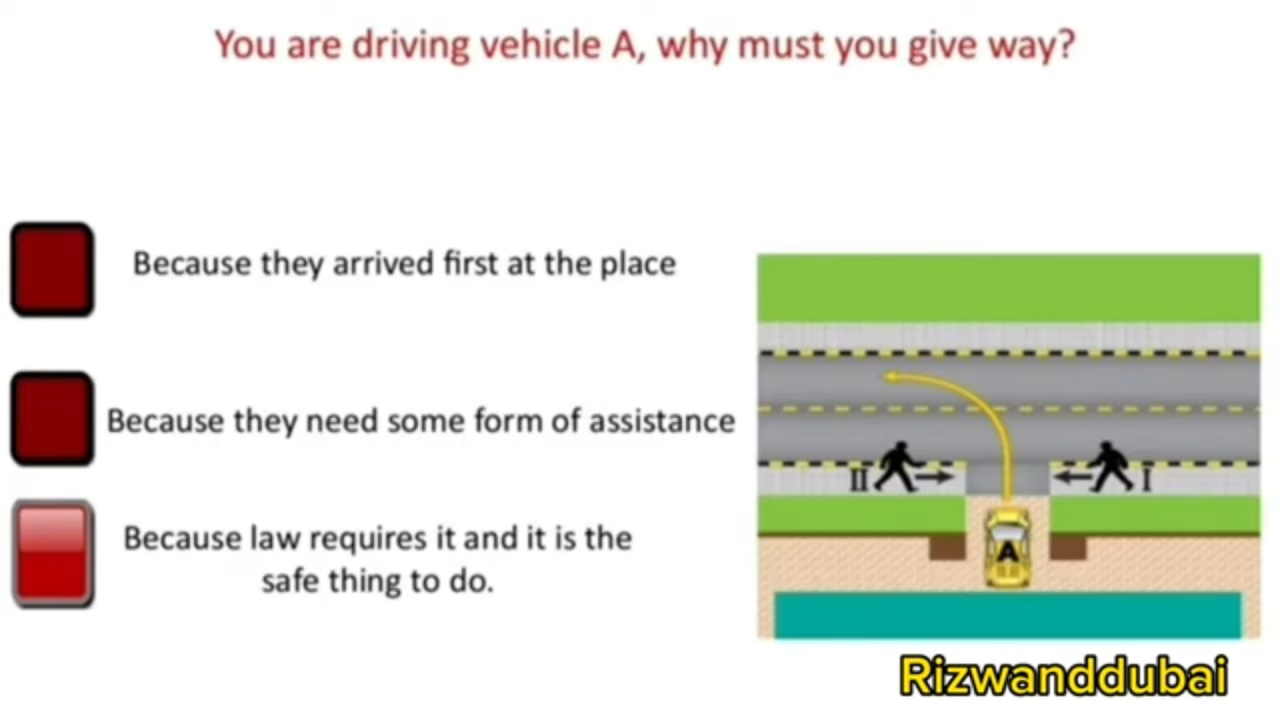 You are driving vehicle A, why must you give way?
Because they arrived first at the place
Because they need some form of assistance
Because law requires it and it is the
safe thing to do.
II
I
A
Rizwanddubai